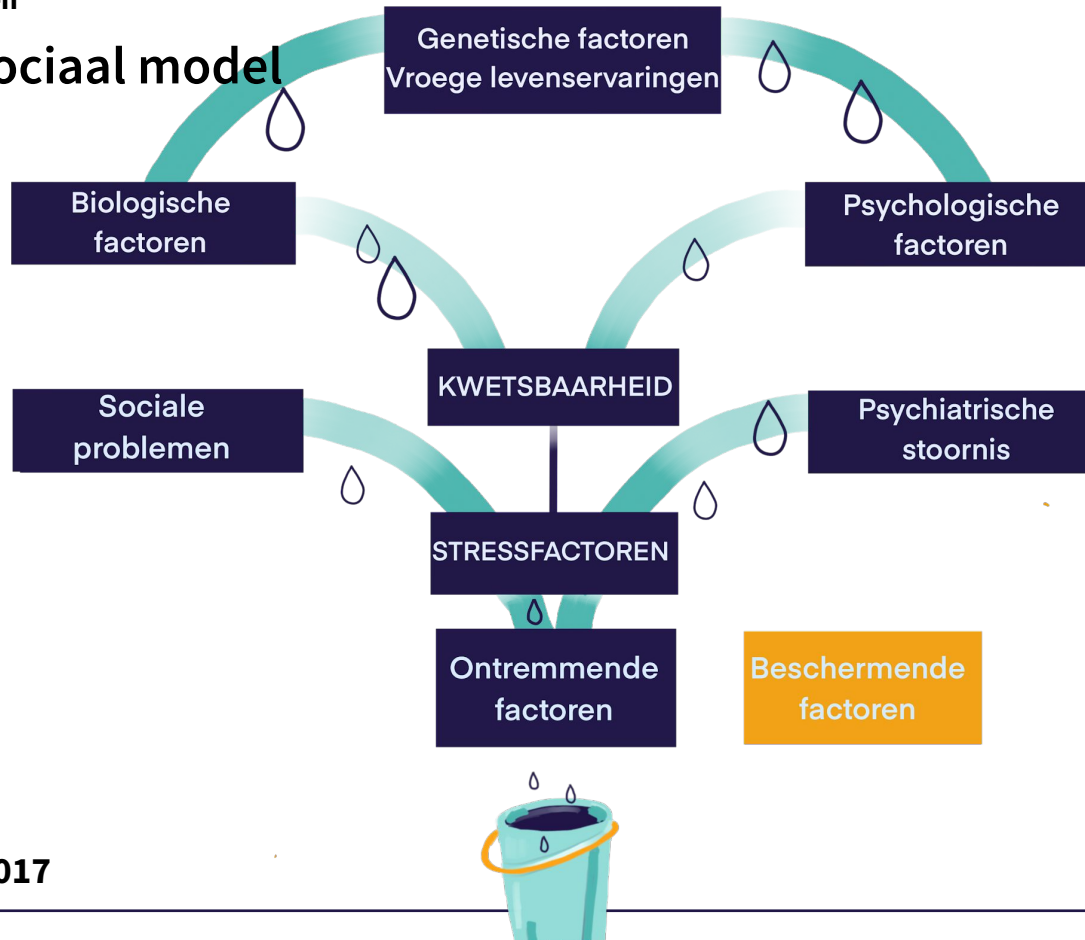 Genetische factoren
Vroege levenservaringen
ociaal model
Biologische
factoren
Psychologische
factoren
KWETSBAARHEID
Sociale
problemen
Psychiatrische
stoornis
STRESSFACTOREN
Ontremmende
factoren
Beschermende
factoren
017